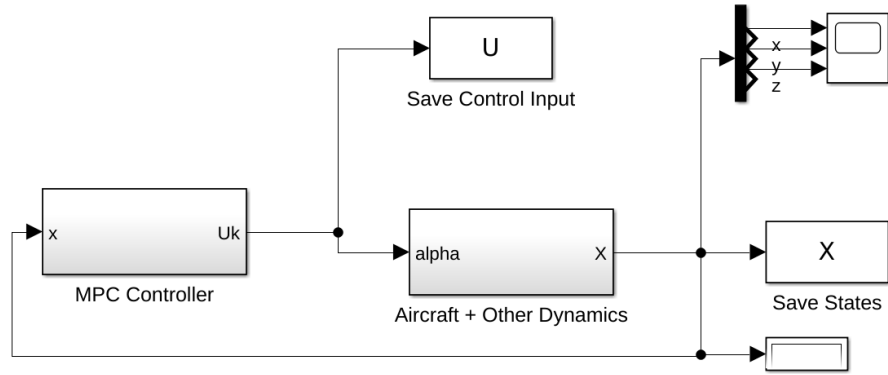 U
Save Control Input
x
y
z
x
Uk
MPC Controller
alpha
X
Aircraft + Other Dynamics
X
Save States